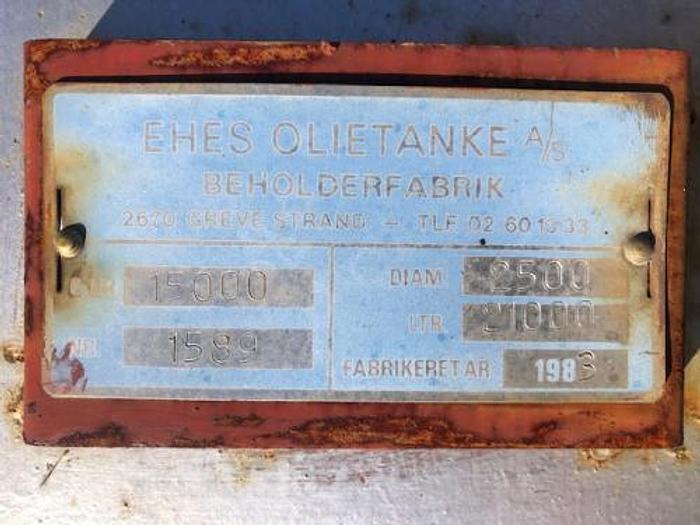 EHES OLIETANKE A/S
BEHOLDERFABRIK
2670 GREVE STRAND - TLF. 02 60 13 33
15000
1589
DIAM 2500
LTR. 21000
FABRIKERET ÅR 1983